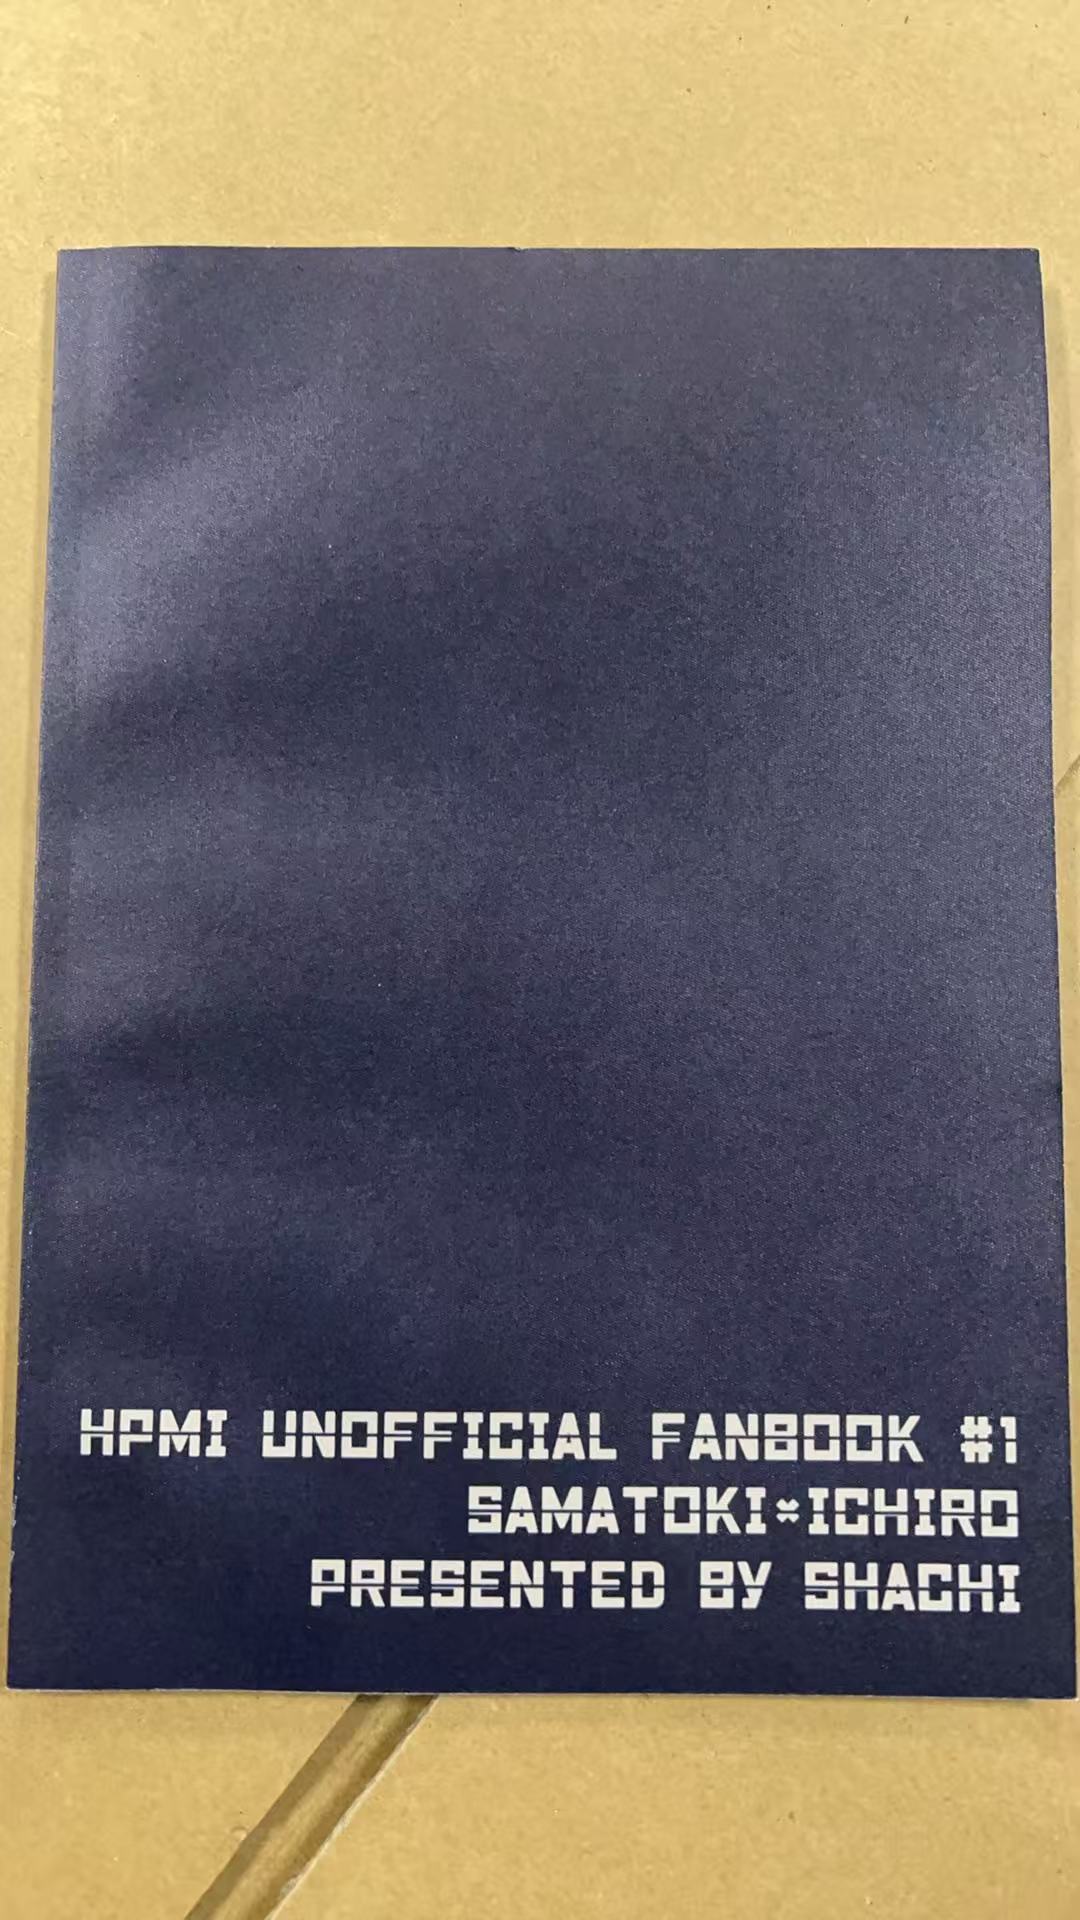 HPMI UNOFFICIAL FANBOOK #1
SAMATOKI×ICHIRO
PRESENTED BY SHACHI